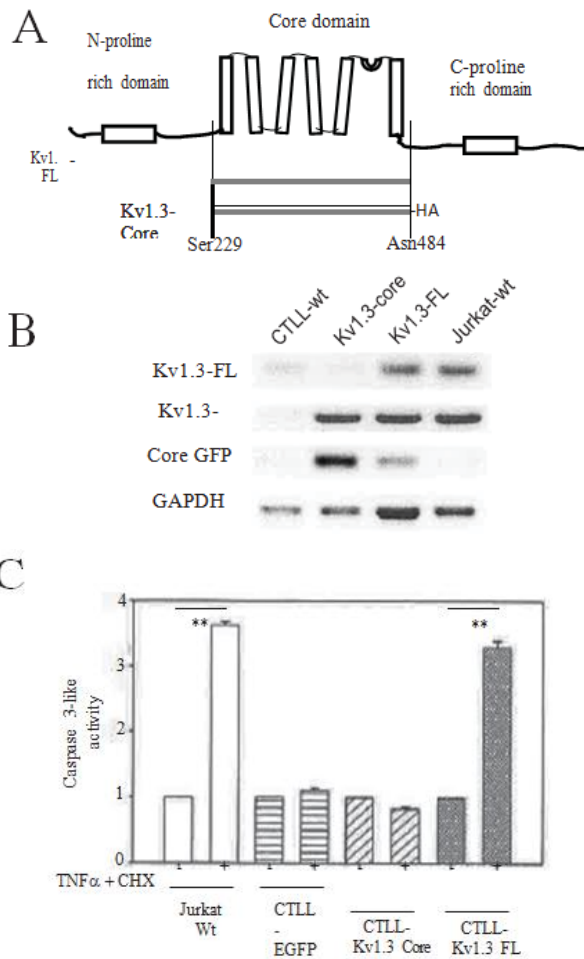 A
Core domain
N-proline
rich domain
C-proline
rich domain
Kv1. -
FL
Kv1.3-
Core
-HA
Ser229
Asn484
B
CTLL-wt
Kv1.3-core
Kv1.3-FL
Jurkat-wt
Kv1.3-FL
Kv1.3-
Core GFP
GAPDH
C
Caspase 3-like
activity
4
3
2
1
0
** **
- + - + - + - +
TNFα + CHX
Jurkat
Wt
CTLL
-
EGFP
CTLL-
Kv1.3 Core
CTLL-
Kv1.3 FL